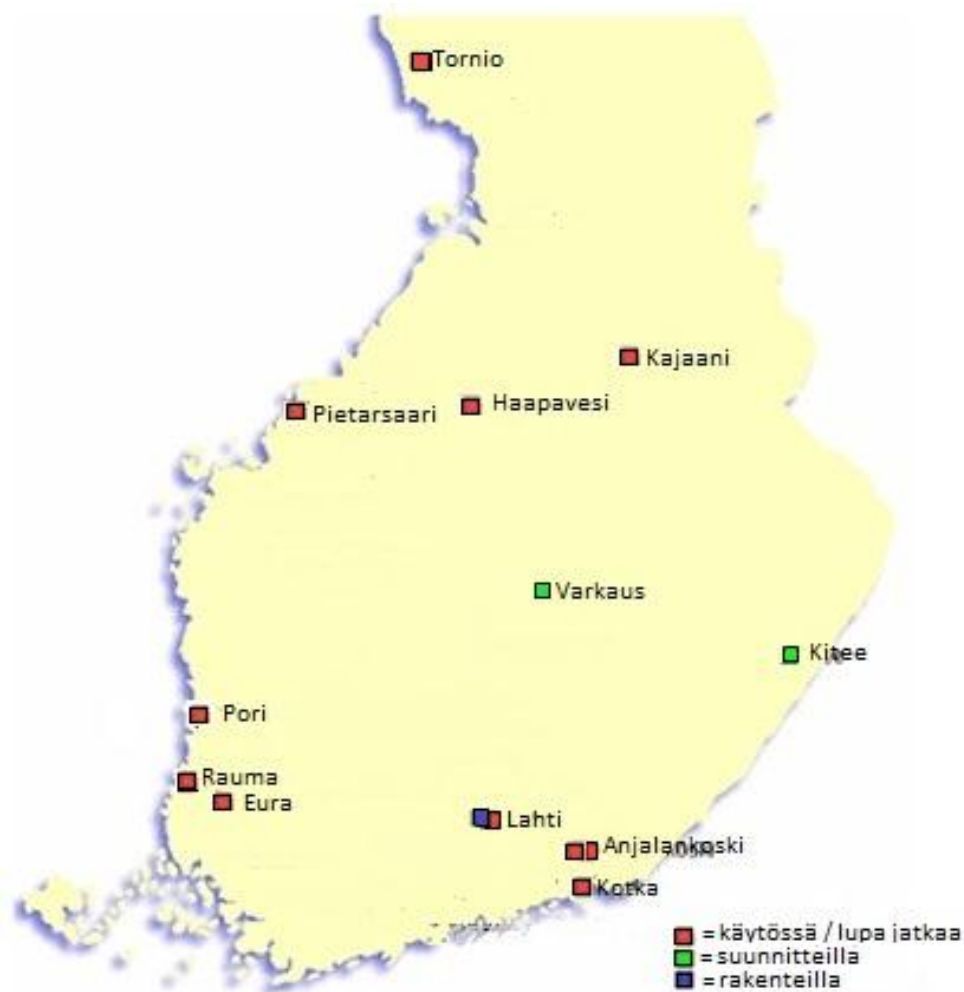 Tornio
Kajaani
Haapavesi
Pietarsaari
Varkaus
Kitee
Pori
Rauma
Eura
Lahti
Anjalankoski
Kotka
= käytössä / lupa jatkaa
= suunnitteilla
= rakenteilla